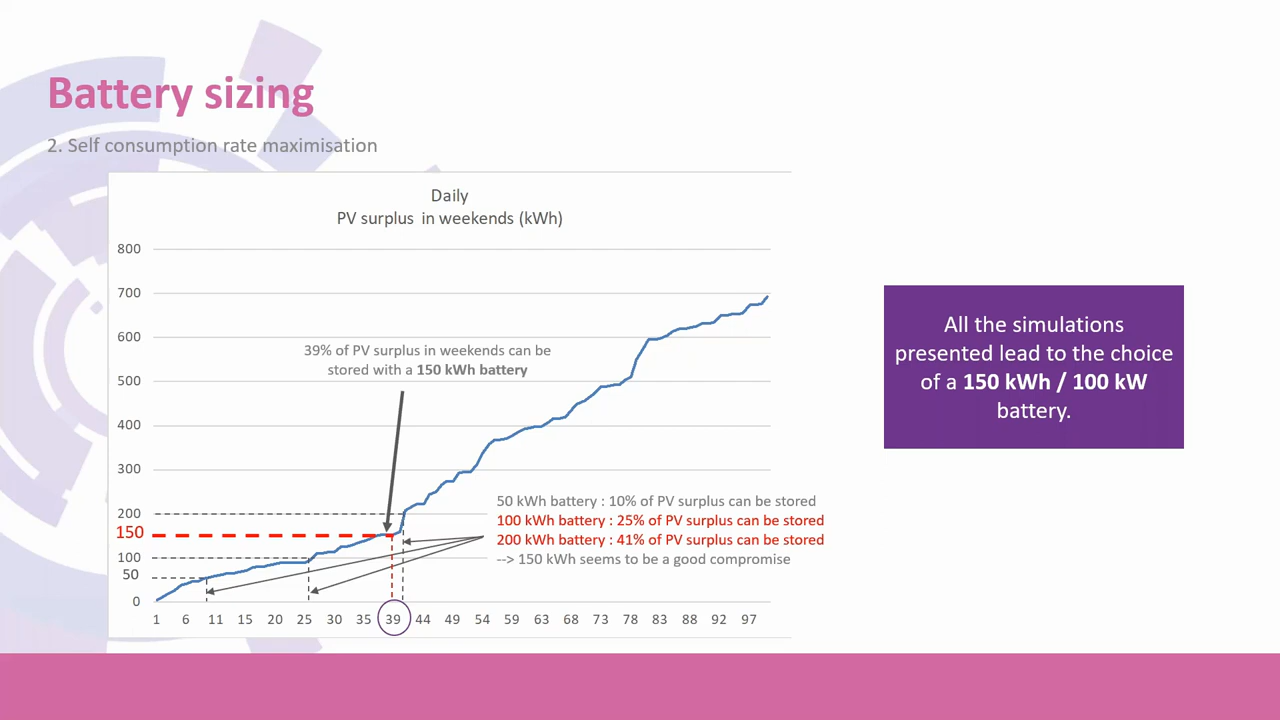 Battery sizing
2. Self consumption rate maximisation
Daily
PV surplus in weekends (kWh)
800
700
600
500
400
300
200
150
100
50
0
39% of PV surplus in weekends can be
stored with a 150 kWh battery
50 kWh battery : 10% of PV surplus can be stored
100 kWh battery : 25% of PV surplus can be stored
200 kWh battery : 41% of PV surplus can be stored
--> 150 kWh seems to be a good compromise
1 6 11 15 20 25 30 35 39 44 49 54 59 63 68 73 78 83 88 92 97
All the simulations
presented lead to the choice
of a 150 kWh / 100 kW
battery.